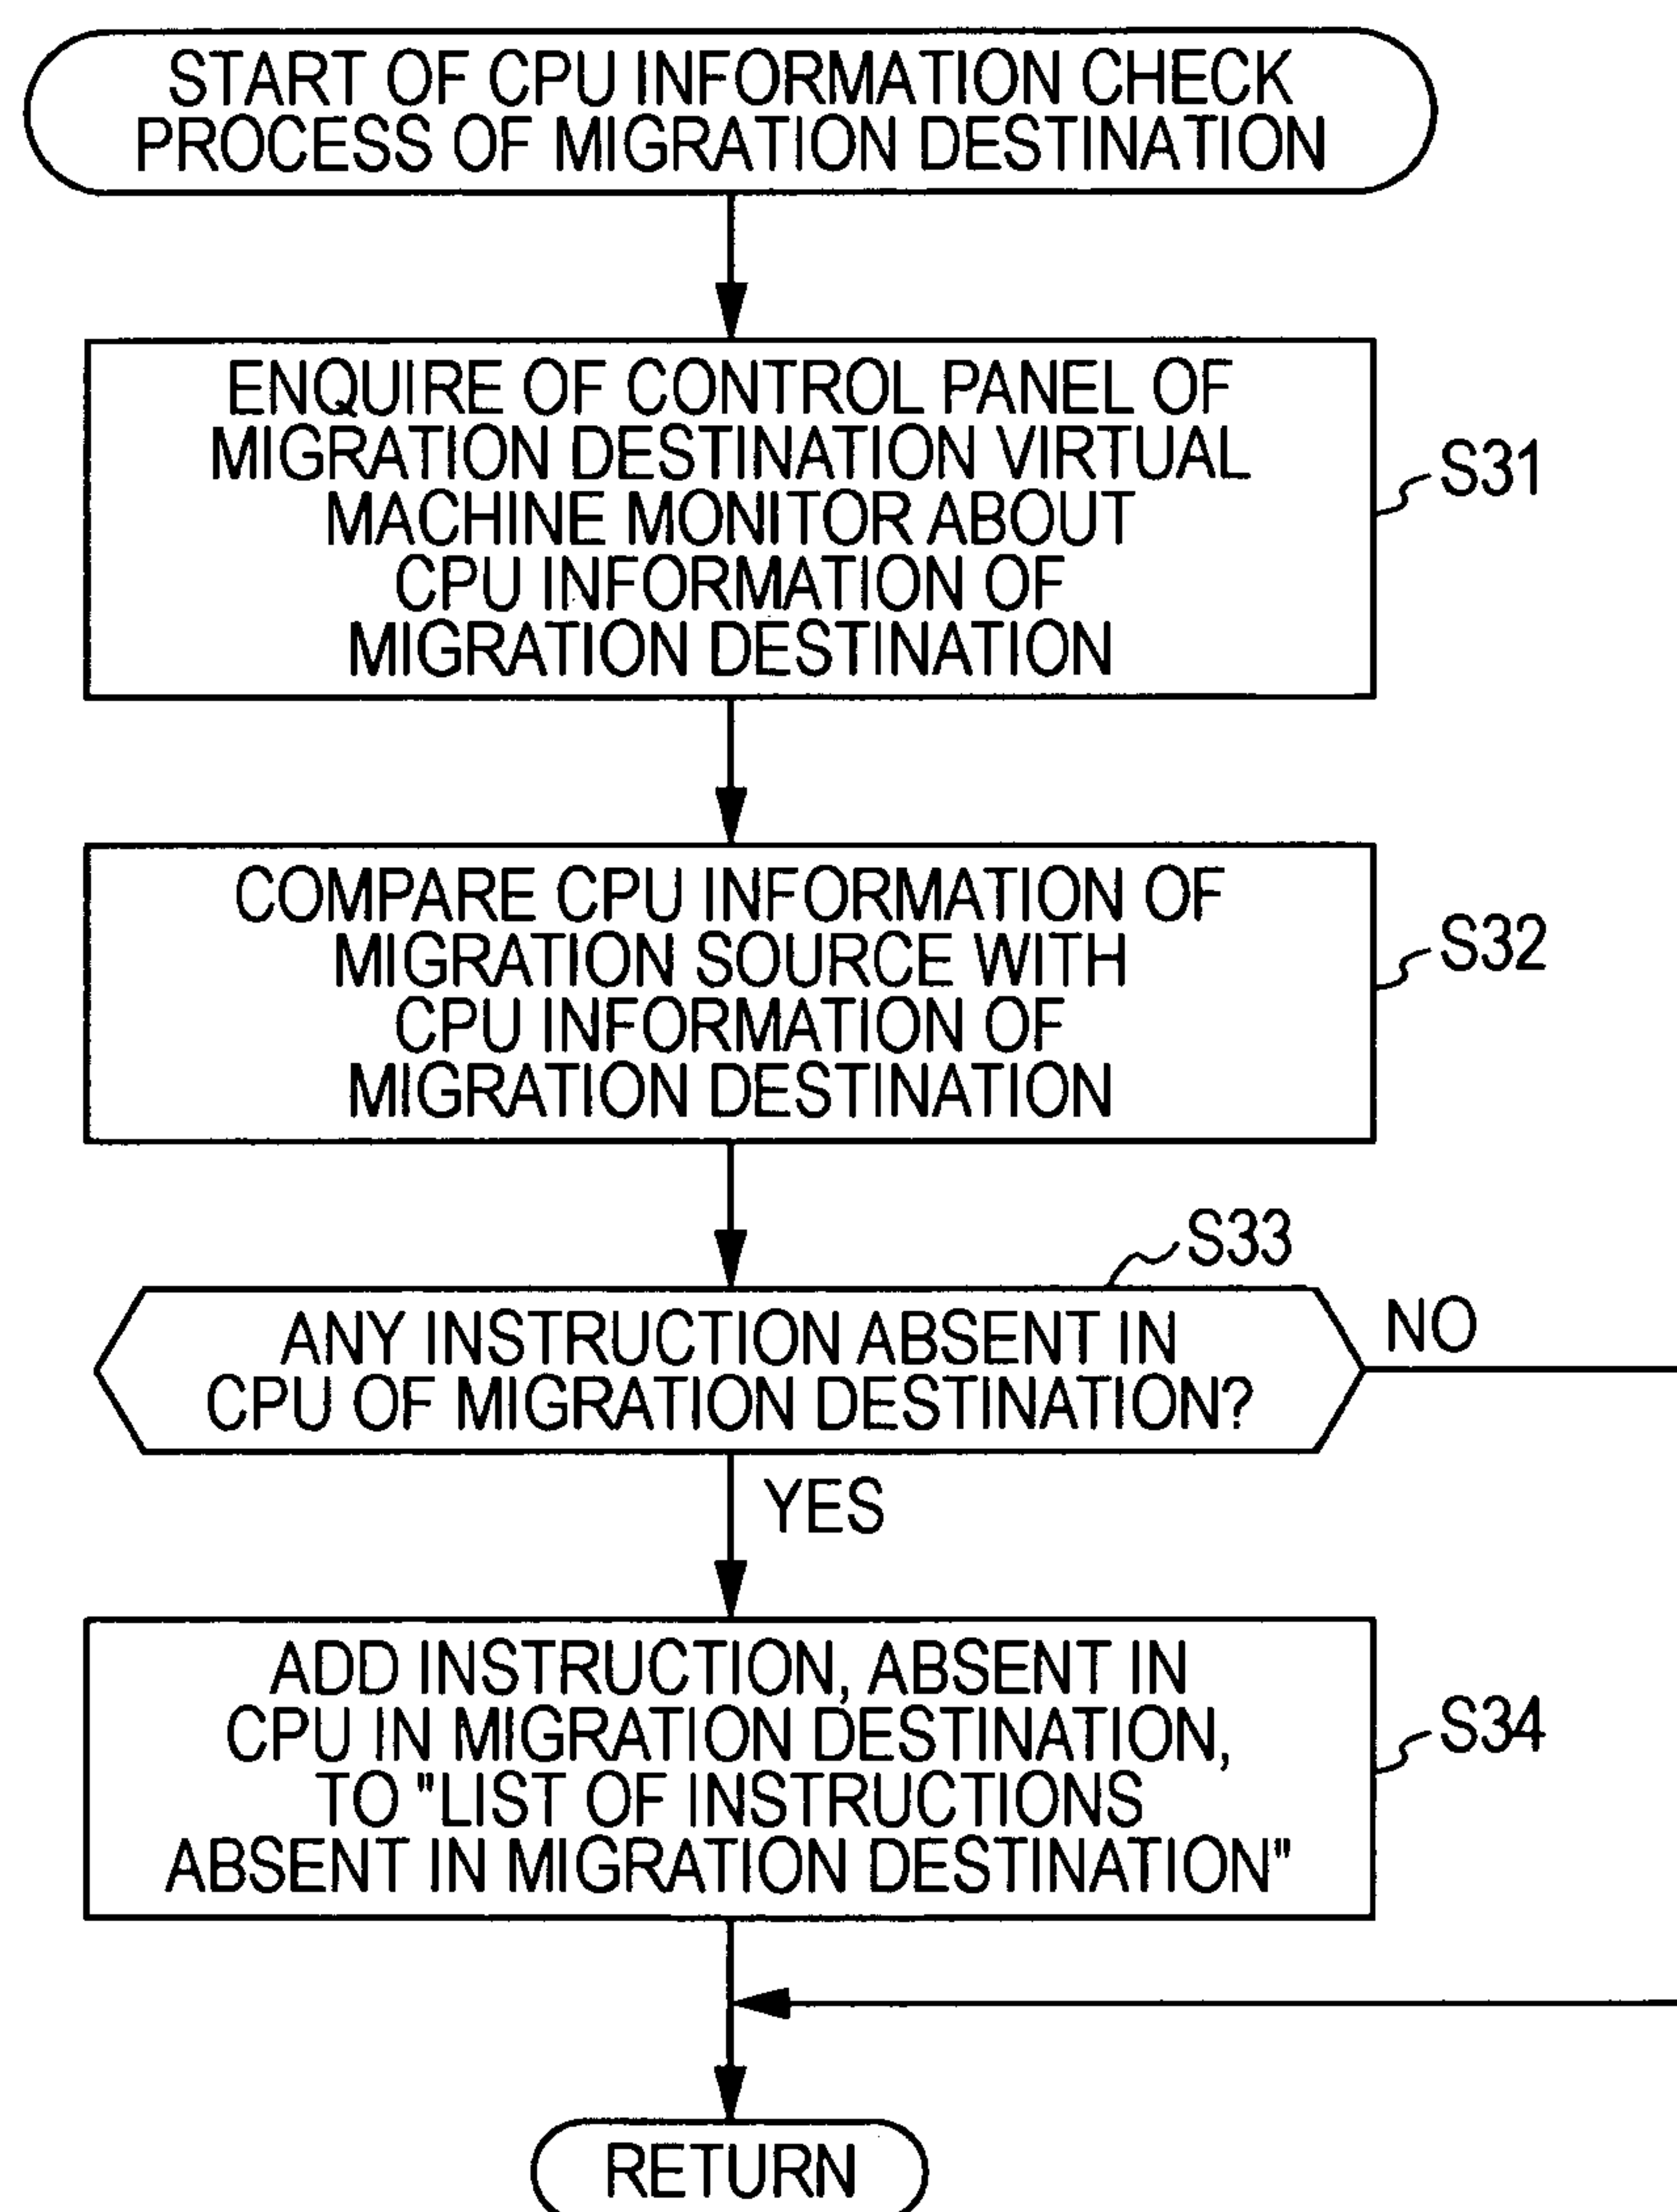 START OF CPU INFORMATION CHECK
PROCESS OF MIGRATION DESTINATION
ENQUIRE OF CONTROL PANEL OF
MIGRATION DESTINATION VIRTUAL
MACHINE MONITOR ABOUT
CPU INFORMATION OF
MIGRATION DESTINATION
S31
COMPARE CPU INFORMATION OF
MIGRATION SOURCE WITH
CPU INFORMATION OF
MIGRATION DESTINATION
S32
S33
ANY INSTRUCTION ABSENT IN
CPU OF MIGRATION DESTINATION?
NO
YES
ADD INSTRUCTION, ABSENT IN
CPU IN MIGRATION DESTINATION,
TO "LIST OF INSTRUCTIONS
ABSENT IN MIGRATION DESTINATION"
S34
RETURN